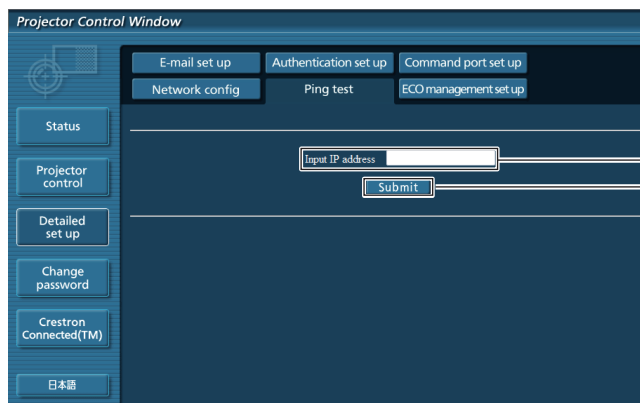 Projector Control Window
E-mail set up
Authentication set up
Command port set up
Network config
Ping test
ECO management set up
Status
Projector
control
Detailed
set up
Change
password
Crestron
Connected(TM)
日本語
Input IP address
Submit